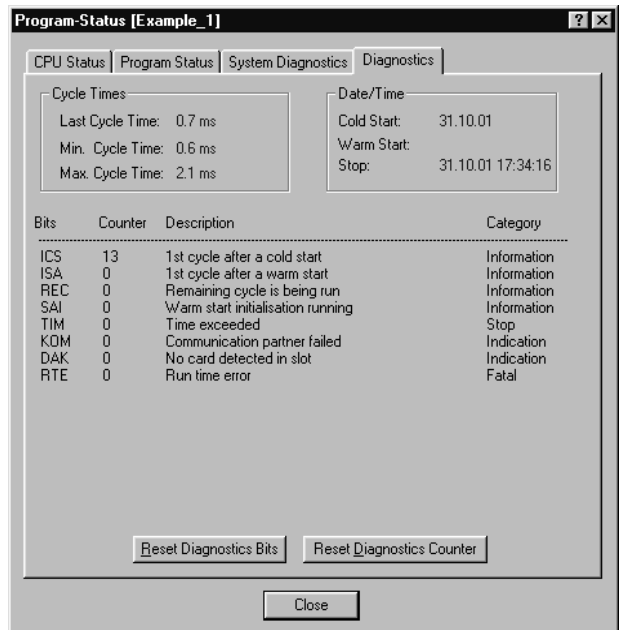 Program-Status [Example_1]
CPU Status Program Status System Diagnostics Diagnostics
Cycle Times
Last Cycle Time: 0.7 ms
Min. Cycle Time: 0.6 ms
Max. Cycle Time: 2.1 ms
Date/Time
Cold Start: 31.10.01
Warm Start:
Stop: 31.10.01 17:34:16
Bits Counter Description Category
ICS 13 1st cycle after a cold start Information
ISA 0 1st cycle after a warm start Information
REC 0 Remaining cycle is being run Information
SAI 0 Warm start initialisation running Information
TIM 0 Time exceeded Stop
KOM 0 Communication partner failed Indication
DAK 0 No card detected in slot Indication
RTE 0 Run time error Fatal
Reset Diagnostics Bits Reset Diagnostics Counter
Close